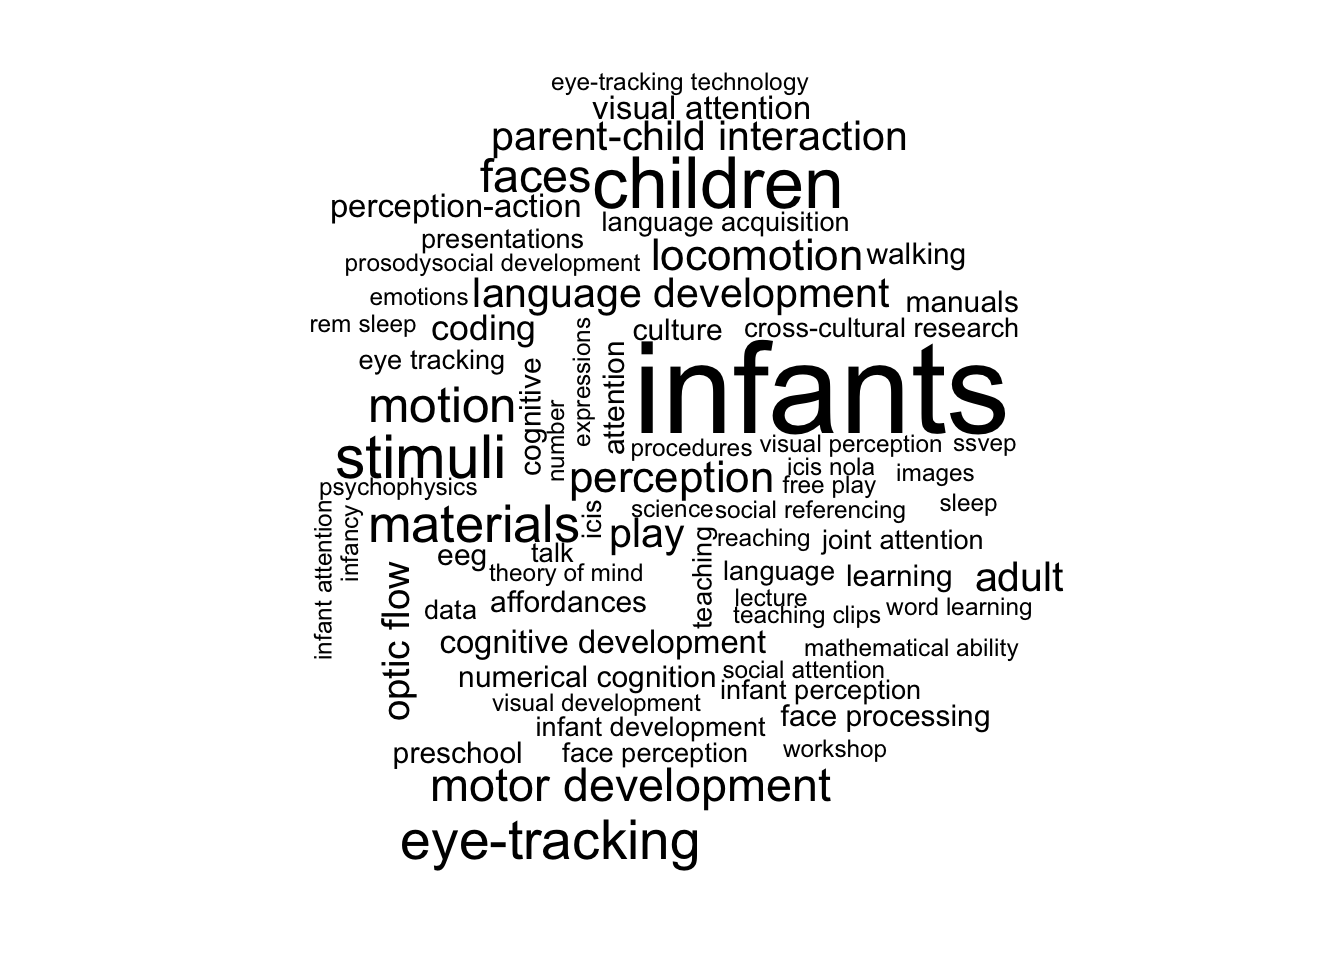 eye-tracking technology
visual attention
parent-child interaction
faces
children
perception-action
language acquisition
presentations
locomotion
walking
prosodysocial development
emotions
language development
manuals
rem sleep
coding
culture
cross-cultural research
eye tracking
expressions
attention
cognitive
number
infants
motion
stimuli
procedures
visual perception
ssvep
perception
icis nola
free play
images
psychophysics
materials
icis
science
social referencing
sleep
play
reaching
joint attention
infant attention
infancy
eeg
talk
theory of mind
teaching
language
learning
adult
optic flow
data
affordances
lecture
teaching clips
word learning
cognitive development
mathematical ability
numerical cognition
social attention
infant perception
visual development
infant development
face processing
preschool
face perception
workshop
motor development
eye-tracking